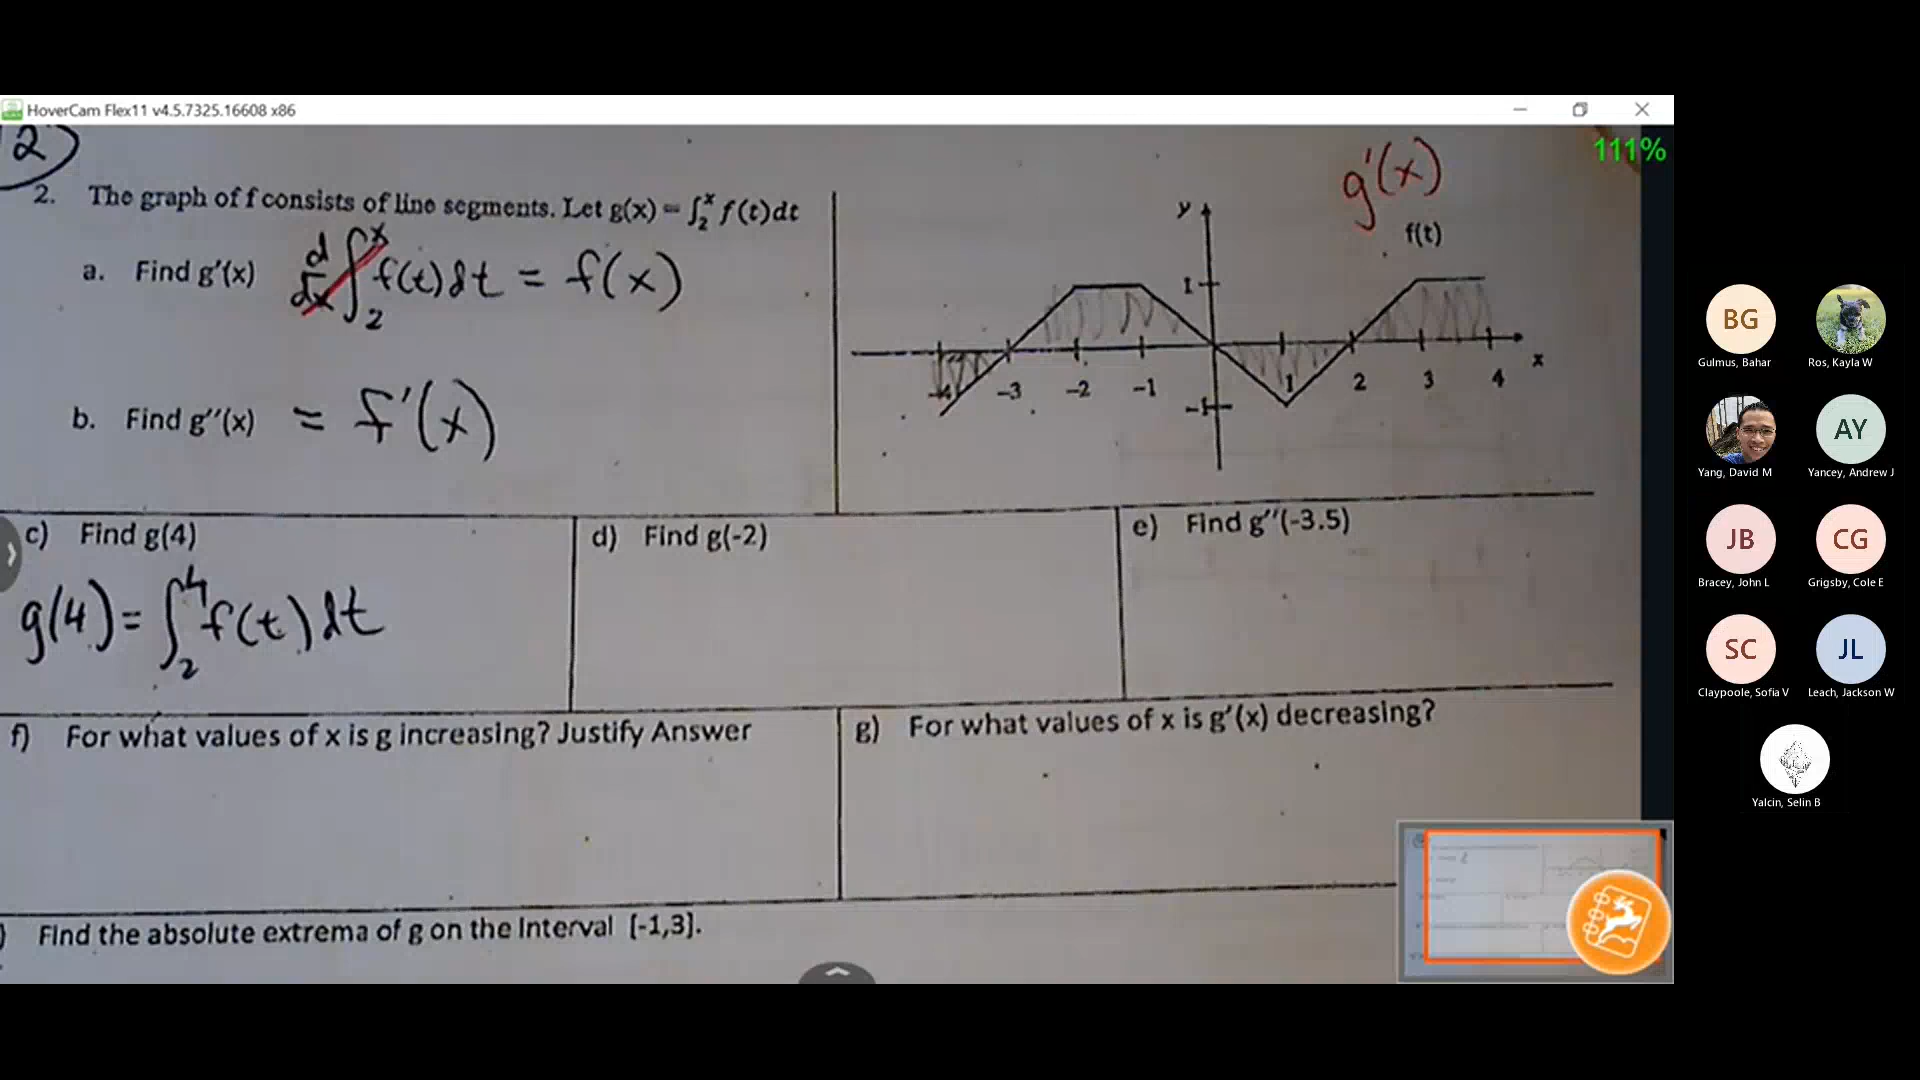 HoverCam Flex11 v4.5.7325.16608 x86
111%
2
2. The graph of f consists of line segments. Let g(x) = ∫₂ˣ f(t)dt
a. Find g'(x) d/dx ∫₂ˣ f(t)dt = f(x)
b. Find g''(x) = f'(x)
g'(x)
f(t)
y
1
-4 -3 -2 -1 1 2 3 4 x
-1
c) Find g(4)
g(4) = ∫₂⁴ f(t)dt
d) Find g(-2)
e) Find g''(-3.5)
f) For what values of x is g increasing? Justify Answer
g) For what values of x is g'(x) decreasing?
) Find the absolute extrema of g on the interval [-1,3].
BG
Gulmus, Bahar
Ros, Kayla W
Yang, David M
AY
Yancey, Andrew J
JB
Bracey, John L
CG
Grigsby, Cole E
SC
Claypoole, Sofia V
JL
Leach, Jackson W
Yalcin, Selin B